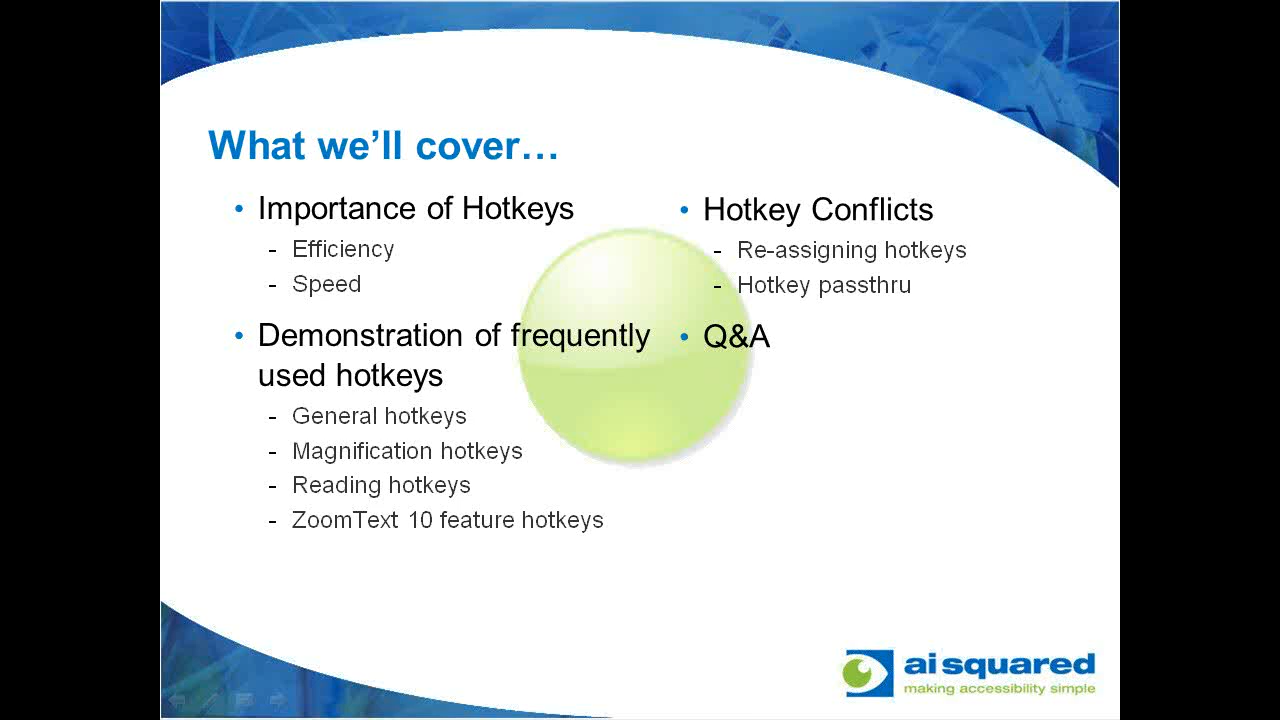 What we’ll cover…
• Importance of Hotkeys
- Efficiency
- Speed
• Demonstration of frequently
used hotkeys
- General hotkeys
- Magnification hotkeys
- Reading hotkeys
- ZoomText 10 feature hotkeys
• Hotkey Conflicts
- Re-assigning hotkeys
- Hotkey passthru
• Q&A
ai squared
making accessibility simple